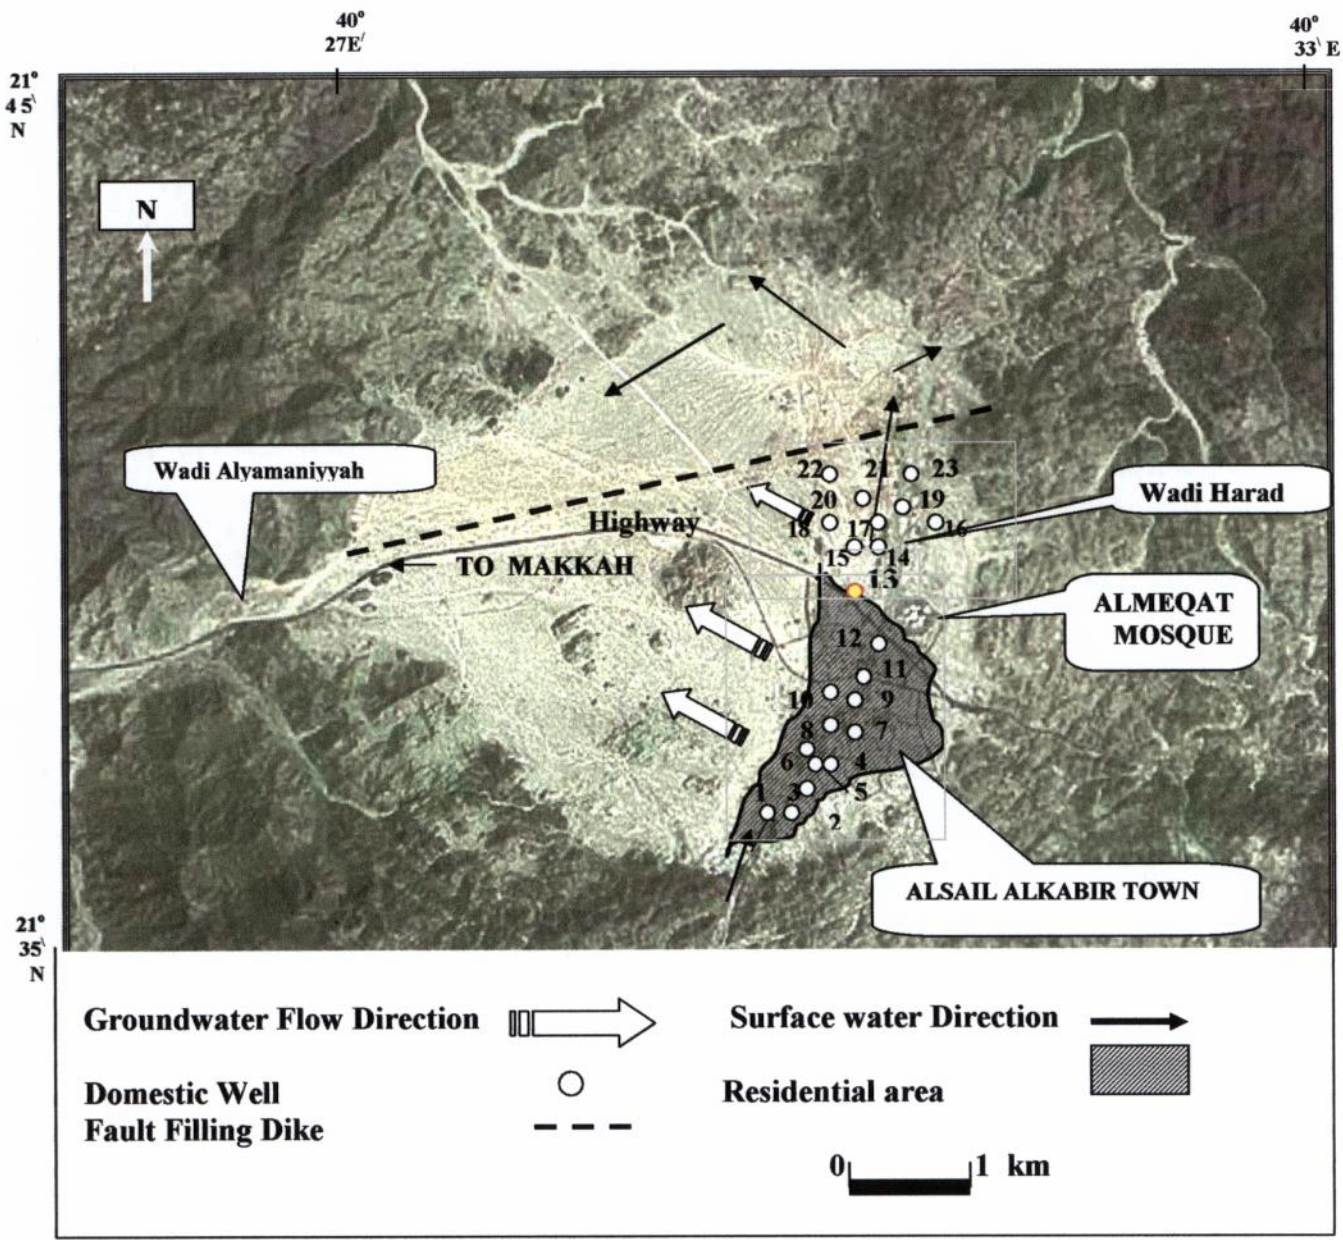 40°
27E/
40°
33\ E
21°
45\
N
N
Wadi Alyamaniyyah
22
21
23
20
19
Wadi Harad
Highway
18
17
16
15
14
TO MAKKAH
13
ALMEQAT
MOSQUE
12
11
10
9
8
7
6
4
1
3
5
2
ALSAIL ALKABIR TOWN
21°
35\
N
Groundwater Flow Direction
Surface water Direction
Domestic Well
Residential area
Fault Filling Dike
0
1 km